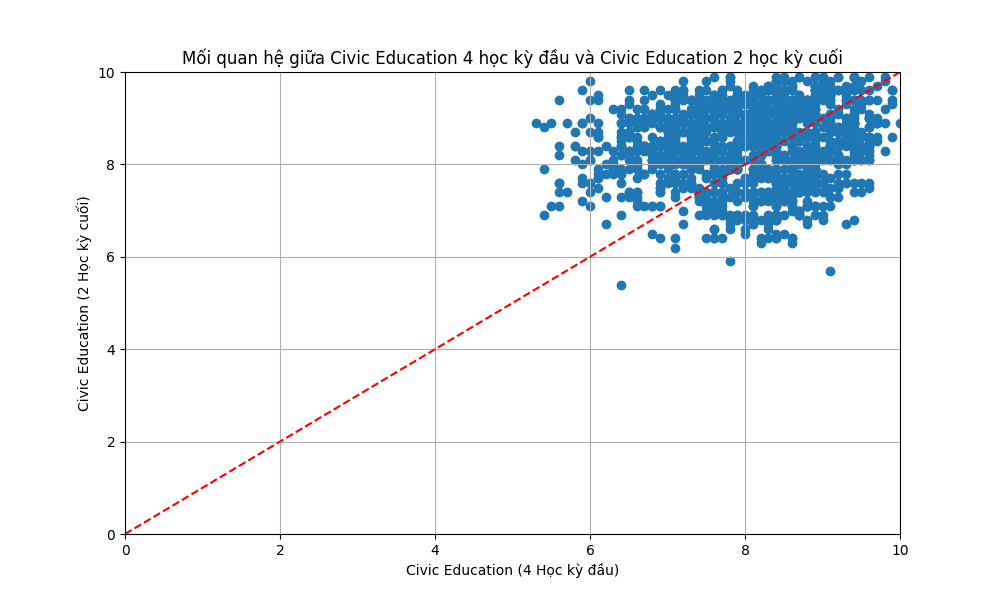 Mối quan hệ giữa Civic Education 4 học kỳ đầu và Civic Education 2 học kỳ cuối
Civic Education (2 Học kỳ cuối)
10
8
6
4
2
0
0 2 4 6 8 10
Civic Education (4 Học kỳ đầu)